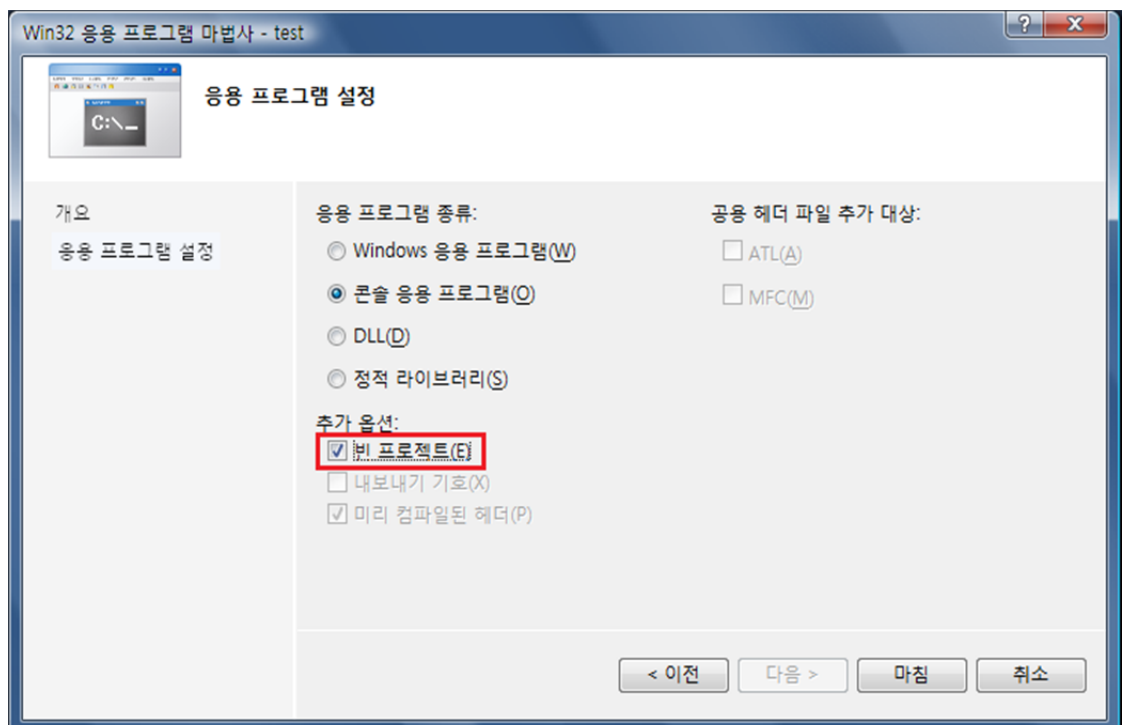 Win32 응용 프로그램 마법사 - test
C:\_
응용 프로그램 설정
개요
응용 프로그램 설정
응용 프로그램 종류:
Windows 응용 프로그램(W)
콘솔 응용 프로그램(O)
DLL(D)
정적 라이브러리(S)
추가 옵션:
빈 프로젝트(E)
내보내기 기호(X)
미리 컴파일된 헤더(P)
공용 헤더 파일 추가 대상:
ATL(A)
MFC(M)
< 이전
다음 >
마침
취소